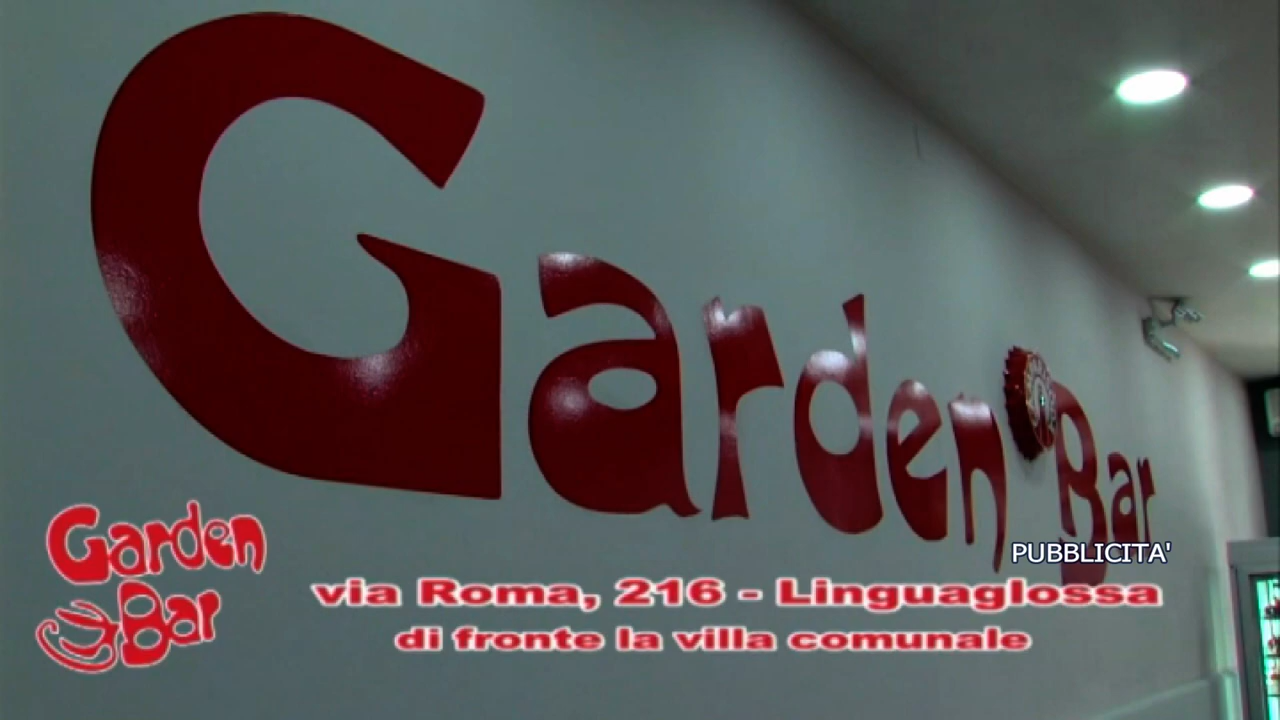 Garden Bar
PUBBLICITA'
Garden
Bar
via Roma, 216 - Linguaglossa
di fronte la villa comunale